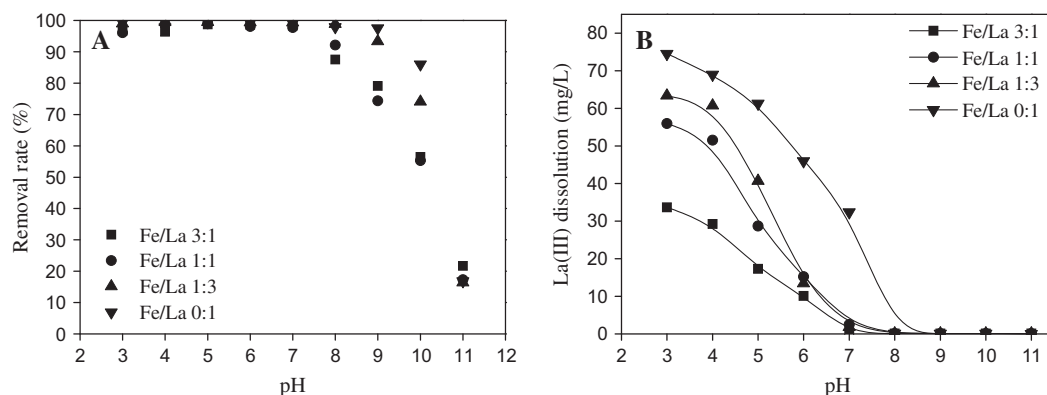 A
Removal rate (%)
100
90
80
70
60
50
40
30
20
10
0
Fe/La 3:1
Fe/La 1:1
Fe/La 1:3
Fe/La 0:1
2 3 4 5 6 7 8 9 10 11 12
pH
B
La(III) dissolution (mg/L)
80
70
60
50
40
30
20
10
0
Fe/La 3:1
Fe/La 1:1
Fe/La 1:3
Fe/La 0:1
2 3 4 5 6 7 8 9 10 11
pH